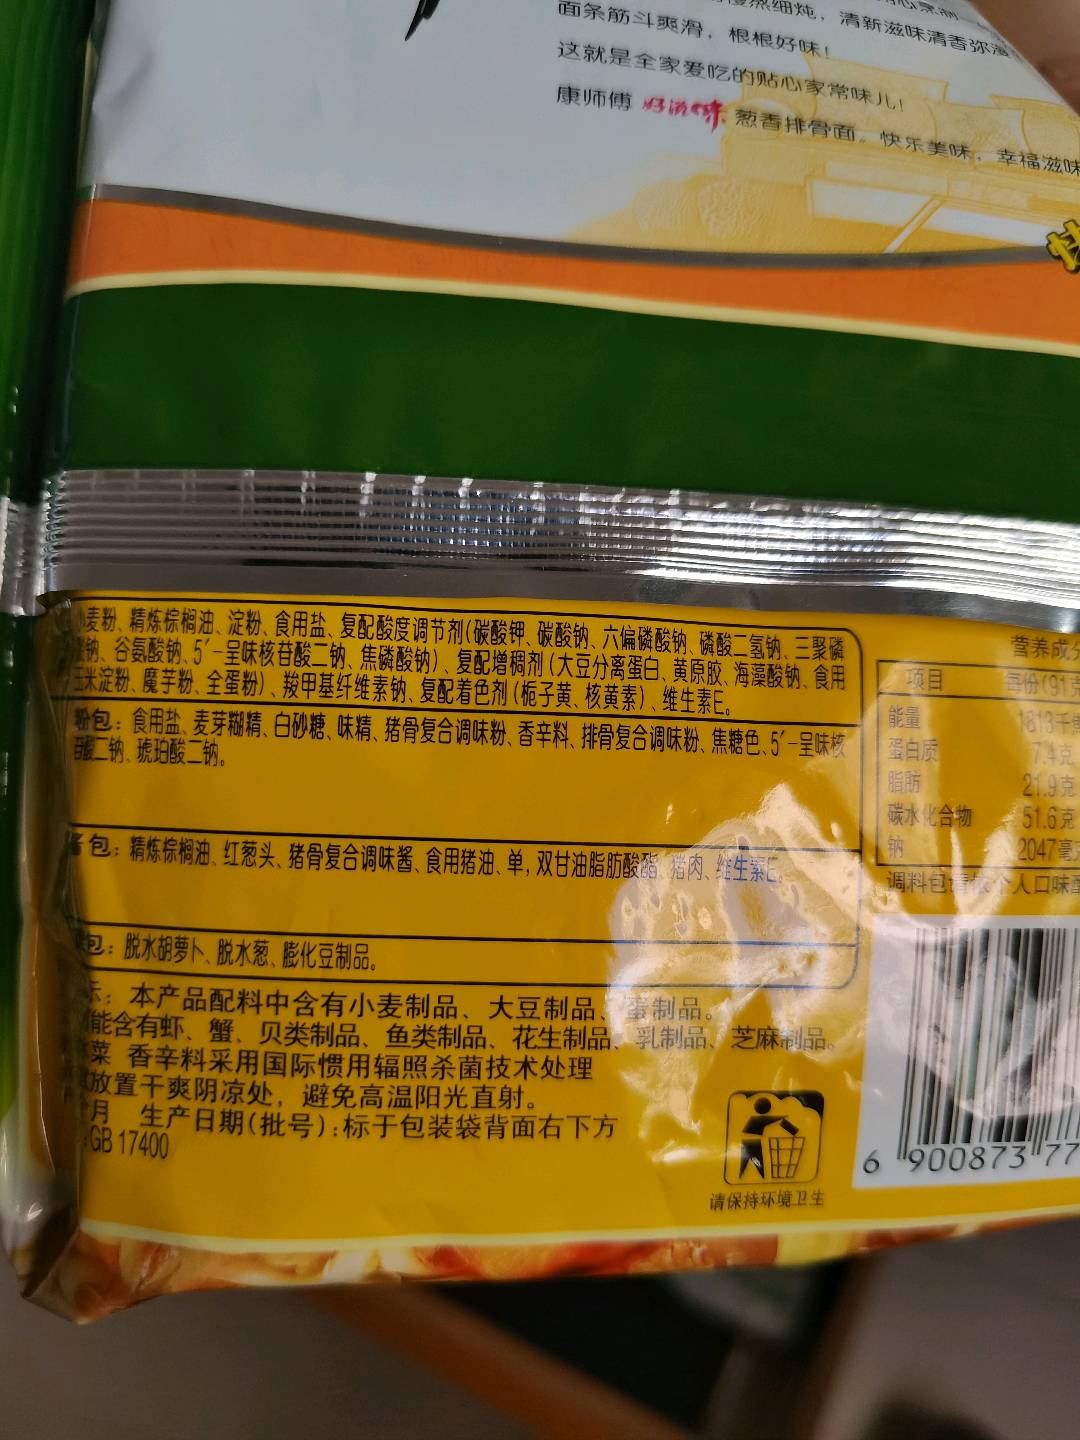 慢熬细炖，清新滋味清香弥漫
面条筋斗爽滑，根根好味！
这就是全家爱吃的贴心家常味儿！
康师傅 好滋味 葱香排骨面。快乐美味，幸福滋味
小麦粉、精炼棕榈油、淀粉、食用盐、复配酸度调节剂(碳酸钾、碳酸钠、六偏磷酸钠、磷酸二氢钠、三聚磷
酸钠、谷氨酸钠、5′-呈味核苷酸二钠、焦磷酸钠)、复配增稠剂(大豆分离蛋白、黄原胶、海藻酸钠、食用
玉米淀粉、魔芋粉、全蛋粉)、羧甲基纤维素钠、复配着色剂(栀子黄、核黄素)、维生素E。
粉包：食用盐、麦芽糊精、白砂糖、味精、猪骨复合调味粉、香辛料、排骨复合调味粉、焦糖色、5′-呈味核
苷酸二钠、琥珀酸二钠。
酱包：精炼棕榈油、红葱头、猪骨复合调味酱、食用猪油、单，双甘油脂肪酸酯、猪肉、维生素E。
包：脱水胡萝卜、脱水葱、膨化豆制品。
示：本产品配料中含有小麦制品、大豆制品、蛋制品。
可能含有虾、蟹、贝类制品、鱼类制品、花生制品、乳制品、芝麻制品。
菜 香辛料采用国际惯用辐照杀菌技术处理
放置干爽阴凉处，避免高温阳光直射。
个月 生产日期(批号)：标于包装袋背面右下方
GB 17400
请保持环境卫生
营养成分
项目 每份(91克
能量 1813千焦
蛋白质 7.4克
脂肪 21.9克
碳水化合物 51.6克
钠 2047毫克
调料包请依个人口味
6 900873 77